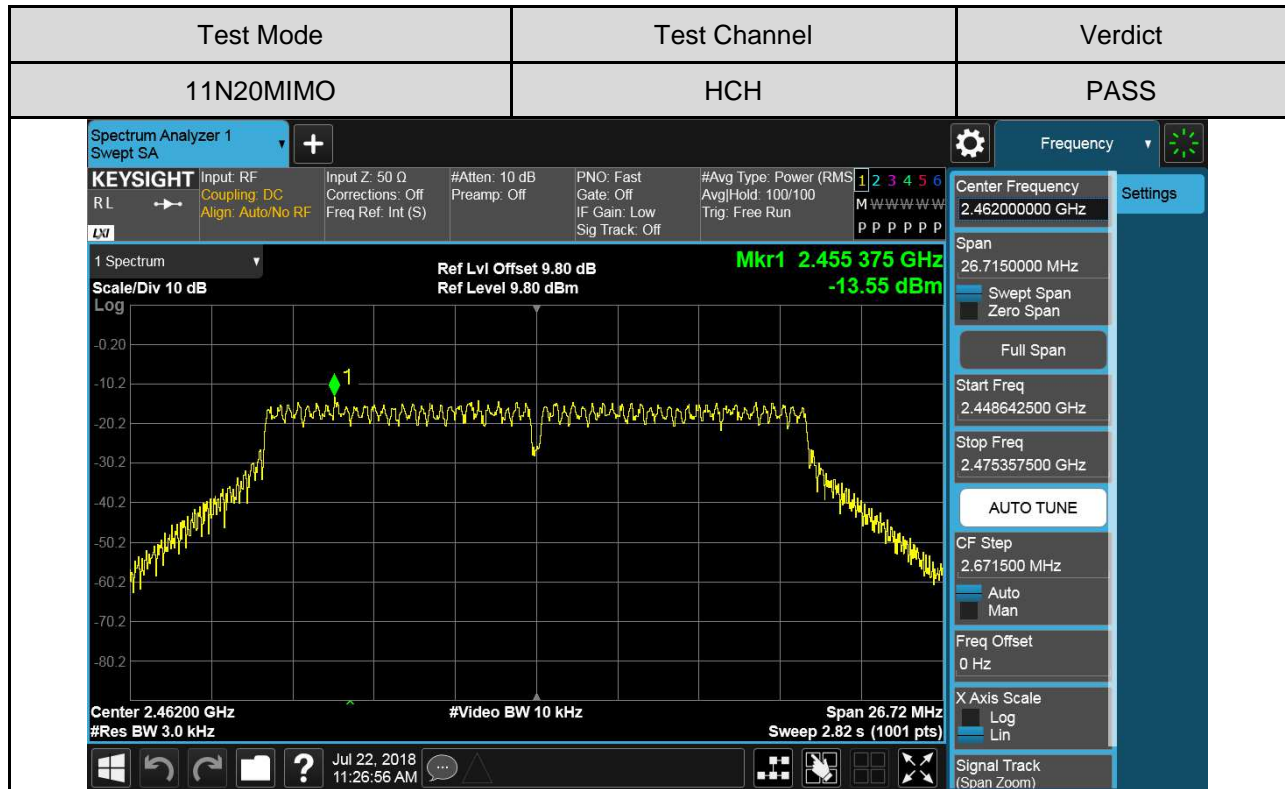 Test Mode Test Channel Verdict
11N20MIMO HCH PASS
Spectrum Analyzer 1
Swept SA
+
Frequency
KEYSIGHT
RL
LXI
Input: RF
Coupling: DC
Align: Auto/No RF
Input Z: 50 Ω
Corrections: Off
Freq Ref: Int (S)
#Atten: 10 dB
Preamp: Off
PNO: Fast
Gate: Off
IF Gain: Low
Sig Track: Off
#Avg Type: Power (RMS
Avg|Hold: 100/100
Trig: Free Run
1 2 3 4 5 6
M W W W W W
P P P P P P
1 Spectrum
Scale/Div 10 dB
Log
Ref Lvl Offset 9.80 dB
Ref Level 9.80 dBm
Mkr1 2.455 375 GHz
-13.55 dBm
1
-0.20
-10.2
-20.2
-30.2
-40.2
-50.2
-60.2
-70.2
-80.2
Center 2.46200 GHz
#Res BW 3.0 kHz
#Video BW 10 kHz
Span 26.72 MHz
Sweep 2.82 s (1001 pts)
?
Jul 22, 2018
11:26:56 AM
Center Frequency
2.462000000 GHz
Settings
Span
26.7150000 MHz
Swept Span
Zero Span
Full Span
Start Freq
2.448642500 GHz
Stop Freq
2.475357500 GHz
AUTO TUNE
CF Step
2.671500 MHz
Auto
Man
Freq Offset
0 Hz
X Axis Scale
Log
Lin
Signal Track
(Span Zoom)